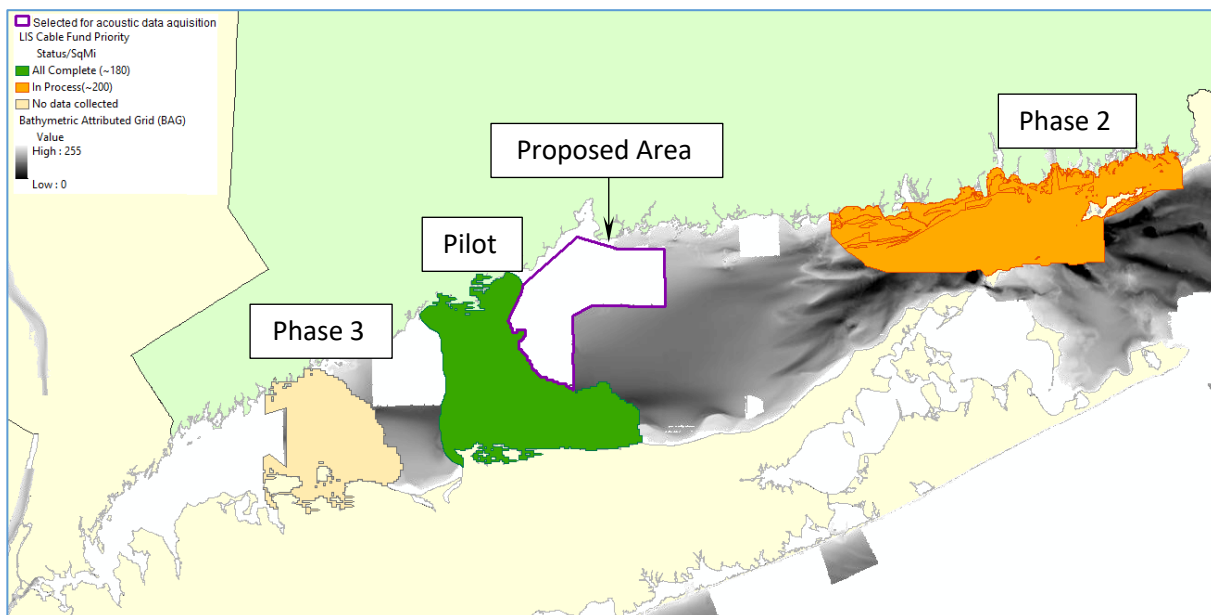 Selected for acoustic data aquisition
LIS Cable Fund Priority
Status/SqMi
All Complete (~180)
In Process(~200)
No data collected
Bathymetric Attributed Grid (BAG)
Value
High : 255
Low : 0
Phase 2
Proposed Area
Pilot
Phase 3